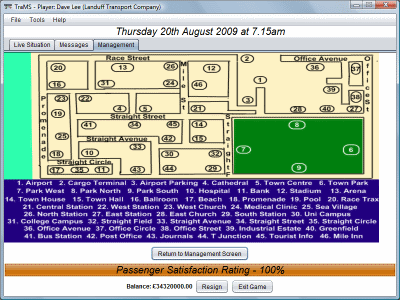 TraMS - Player: Dave Lee (Landuff Transport Company)
File Tools Help
Thursday 20th August 2009 at 7.15am
Live Situation Messages Management
Race Street Office Avenue
Mile St
Office St
Promenade
Straight Street
Straight Avenue
Straight Circle
Straight F
20 13 26 24 46 12 2 36 37
16 31 3 1 39 38
23 22 4 5 21 28 40 27
19 41 34 45 14 8
25 33 42 15 7 6
18 10 30 32
17 35 11 43 29 44 9
1. Airport 2. Cargo Terminal 3. Airport Parking 4. Cathedral 5. Town Centre 6. Town Park
7. Park West 8. Park North 9. Park South 10. Hospital 11. Bank 12. Stadium 13. Arena
14. Town House 15. Town Hall 16. Ballroom 17. Beach 18. Promenade 19. Pool 20. Race Trax
21. Central Station 22. West Station 23. West Church 24. Medical Clinic 25. Sea Village
26. North Station 27. East Station 28. East Church 29. South Station 30. Uni Campus
31. College Campus 32. Straight Field 33. Straight Avenue 34. Straight Street 35. Straight Circle
36. Office Avenue 37. Office Circle 38. Office Street 39. Industrial Estate 40. Greenfield
41. Bus Station 42. Post Office 43. Journals 44. T Junction 45. Tourist Info 46. Mile Inn
Return to Management Screen
Passenger Satisfaction Rating - 100%
Balance: £34320000.00 Resign Exit Game